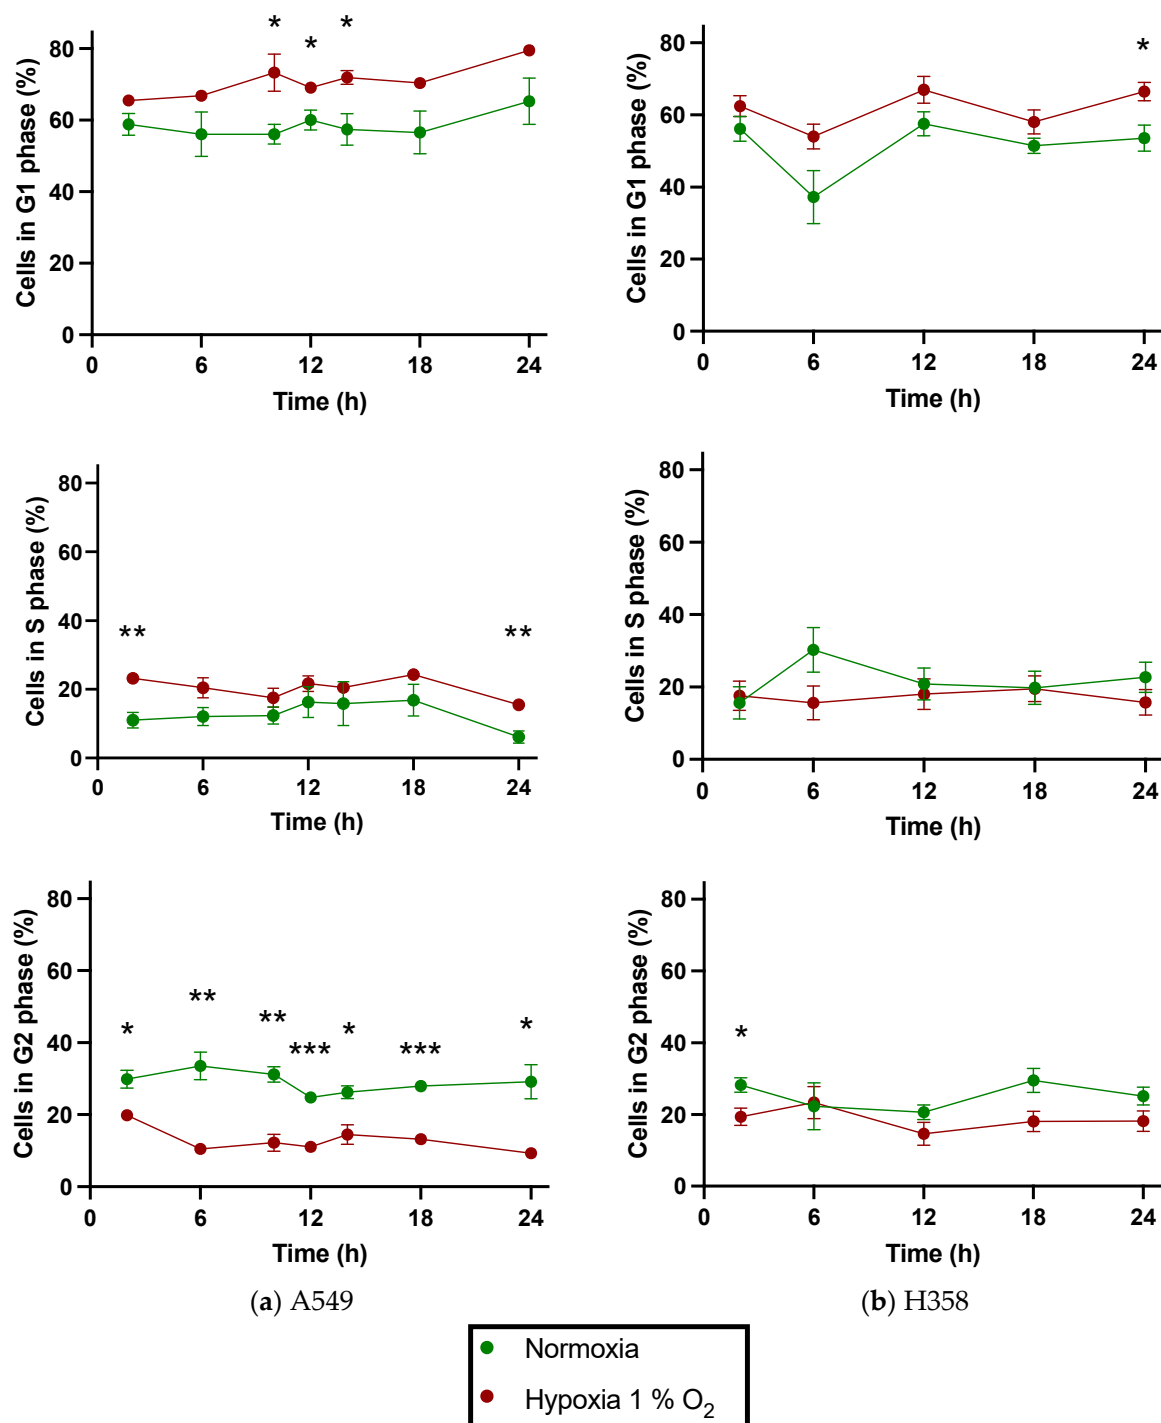 * * *
80
60
40
20
0
Cells in G1 phase (%)
0 6 12 18 24
Time (h)
*
80
60
40
20
0
Cells in G1 phase (%)
0 6 12 18 24
Time (h)
** **
80
60
40
20
0
Cells in S phase (%)
0 6 12 18 24
Time (h)
80
60
40
20
0
Cells in S phase (%)
0 6 12 18 24
Time (h)
* ** ** *** * *** *
80
60
40
20
0
Cells in G2 phase (%)
0 6 12 18 24
Time (h)
(a) A549
*
80
60
40
20
0
Cells in G2 phase (%)
0 6 12 18 24
Time (h)
(b) H358
Normoxia
Hypoxia 1 % O2